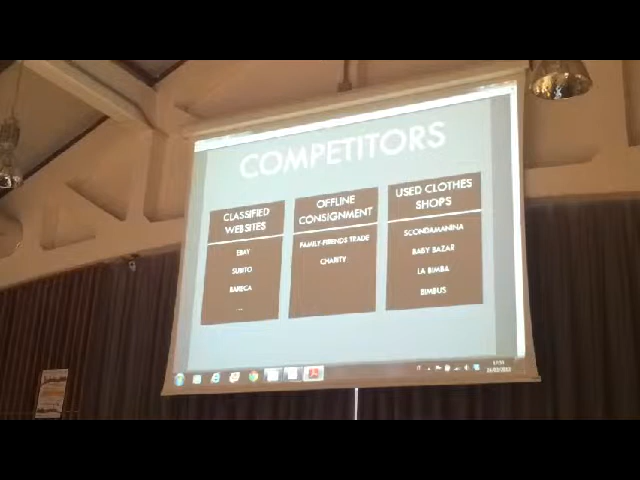 COMPETITORS
CLASSIFIED
WEBSITES
EBAY
SUBITO
BAKECA
...
OFFLINE
CONSIGNMENT
FAMILY-FRIENDS TRADE
CHARITY
USED CLOTHES
SHOPS
SCONDAMANINA
BABY BAZAR
LA BIMBA
BIMBUS